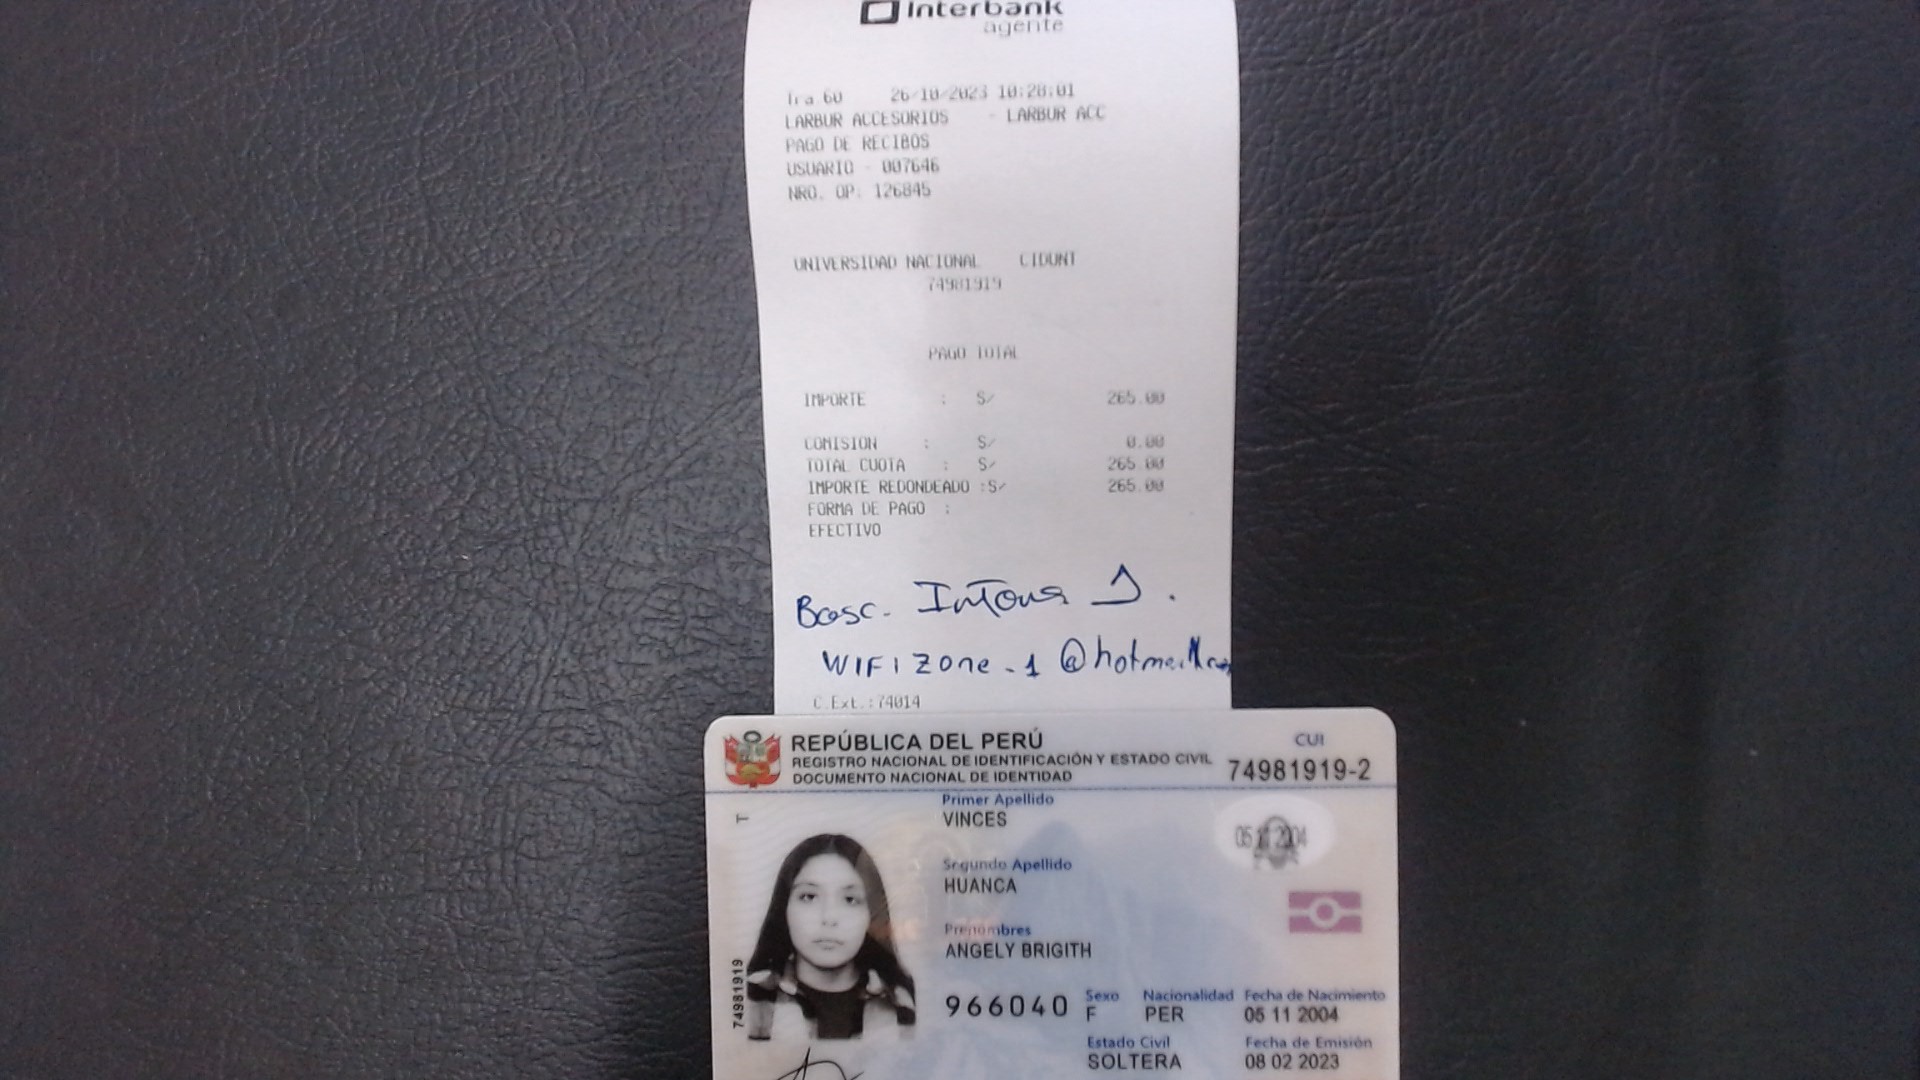 Interbank
agente
Tra 60 26/10/2023 10:28:01
LARBUR ACCESORIOS - LARBUR ACC
PAGO DE RECIBOS
USUARIO - 007646
NRO. OP. 126845
UNIVERSIDAD NACIONAL CIDUNT
74981919
PAGO TOTAL
IMPORTE : S/ 265.00
COMISION : S/ 0.00
TOTAL CUOTA : S/ 265.00
IMPORTE REDONDEADO :S/ 265.00
FORMA DE PAGO :
EFECTIVO
WIFIZONE-1@hotmail.com
C.Ext.:74014
REPÚBLICA DEL PERÚ
REGISTRO NACIONAL DE IDENTIFICACIÓN Y ESTADO CIVIL
DOCUMENTO NACIONAL DE IDENTIDAD
CUI
74981919-2
T
74981919
Primer Apellido
VINCES
05 11 2004
Segundo Apellido
HUANCA
Prenombres
ANGELY BRIGITH
966040
Sexo Nacionalidad Fecha de Nacimiento
F PER 05 11 2004
Estado Civil Fecha de Emisión
SOLTERA 08 02 2023